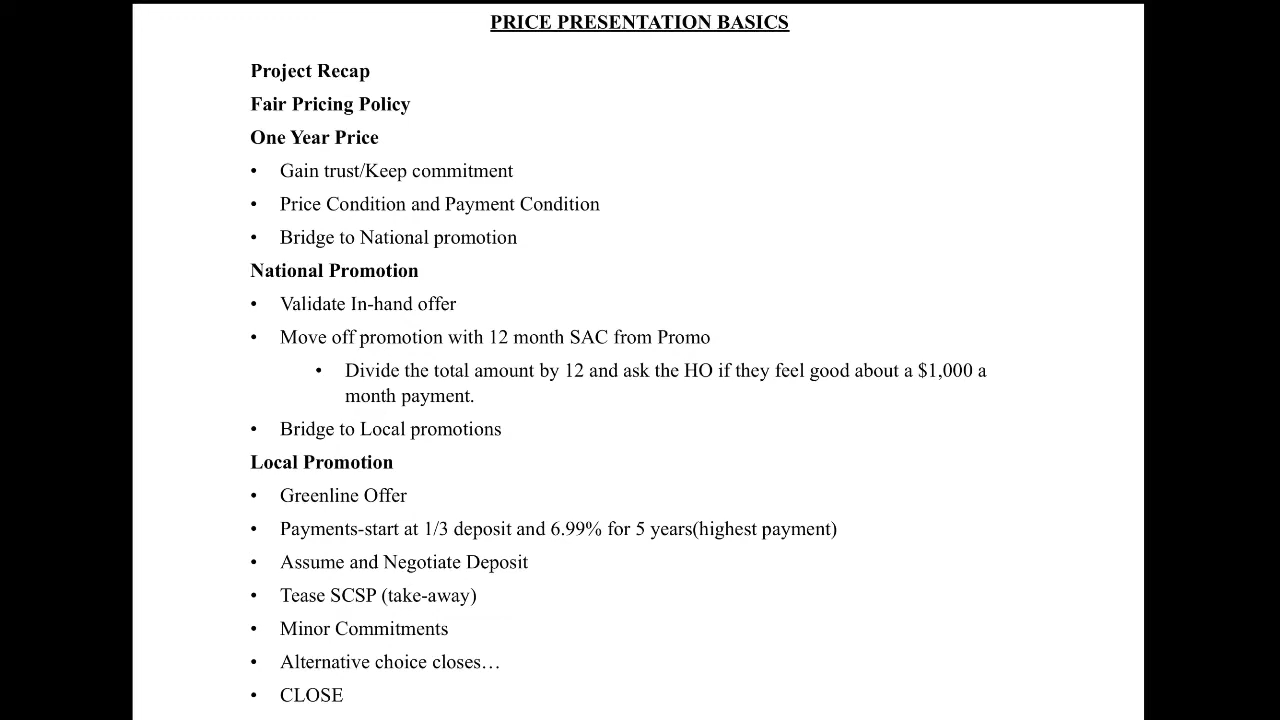 PRICE PRESENTATION BASICS
Project Recap
Fair Pricing Policy
One Year Price
• Gain trust/Keep commitment
• Price Condition and Payment Condition
• Bridge to National promotion
National Promotion
• Validate In-hand offer
• Move off promotion with 12 month SAC from Promo
• Divide the total amount by 12 and ask the HO if they feel good about a $1,000 a
month payment.
• Bridge to Local promotions
Local Promotion
• Greenline Offer
• Payments-start at 1/3 deposit and 6.99% for 5 years(highest payment)
• Assume and Negotiate Deposit
• Tease SCSP (take-away)
• Minor Commitments
• Alternative choice closes…
• CLOSE